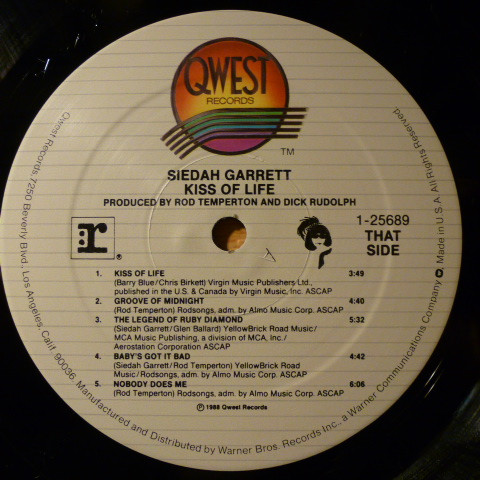 QWEST
RECORDS
TM
SIEDAH GARRETT
KISS OF LIFE
PRODUCED BY ROD TEMPERTON AND DICK RUDOLPH
r ®
1-25689
THAT
SIDE
1. KISS OF LIFE 3:49
(Barry Blue/Chris Birkett) Virgin Music Publishers Ltd.,
published in the U.S. & Canada by Virgin Music, Inc. ASCAP
2. GROOVE OF MIDNIGHT 4:40
(Rod Temperton) Rodsongs, adm. by Almo Music Corp. ASCAP
3. THE LEGEND OF RUBY DIAMOND 5:32
(Siedah Garrett/Glen Ballard) YellowBrick Road Music/
MCA Music Publishing, a division of MCA, Inc./
Aerostation Corporation ASCAP
4. BABY'S GOT IT BAD 4:42
(Siedah Garrett/Rod Temperton) YellowBrick Road
Music/Rodsongs, adm. by Almo Music Corp. ASCAP
5. NOBODY DOES ME 6:06
(Rod Temperton) Rodsongs, adm. by Almo Music Corp. ASCAP
℗ 1988 Qwest Records
Qwest Records, 7250 Beverly Blvd., Los Angeles, Calif. 90036. Manufactured and Distributed by Warner Bros. Records Inc., a Warner Communications Company. Made in U.S.A. All Rights Reserved.